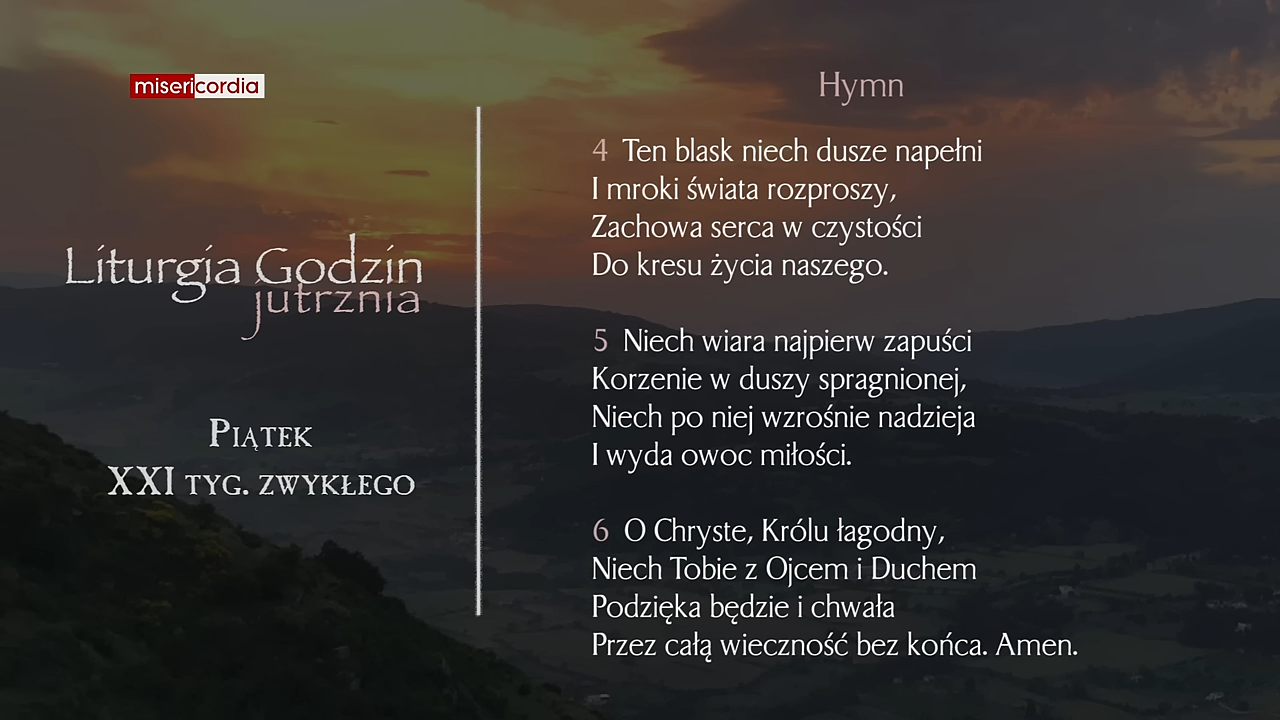 misericordia
Liturgia Godzin
jutrznia
Piątek
XXI tyg. zwykłego
Hymn
4 Ten blask niech dusze napełni
I mroki świata rozproszy,
Zachowa serca w czystości
Do kresu życia naszego.
5 Niech wiara najpierw zapuści
Korzenie w duszy spragnionej,
Niech po niej wzrośnie nadzieja
I wyda owoc miłości.
6 O Chryste, Królu łagodny,
Niech Tobie z Ojcem i Duchem
Podzięka będzie i chwała
Przez całą wieczność bez końca. Amen.